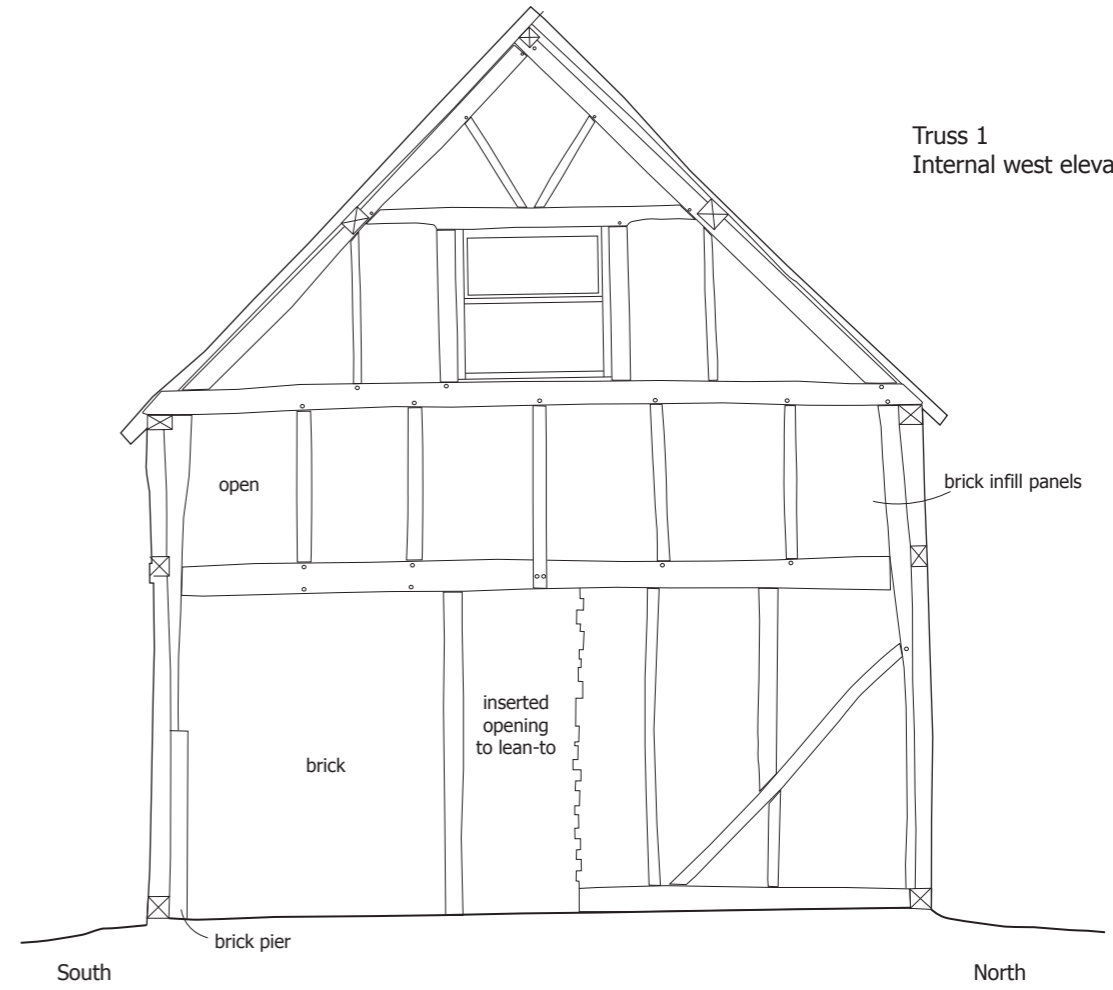 Truss 1
Internal west eleva
open
brick infill panels
inserted
opening
to lean-to
brick
brick pier
South
North